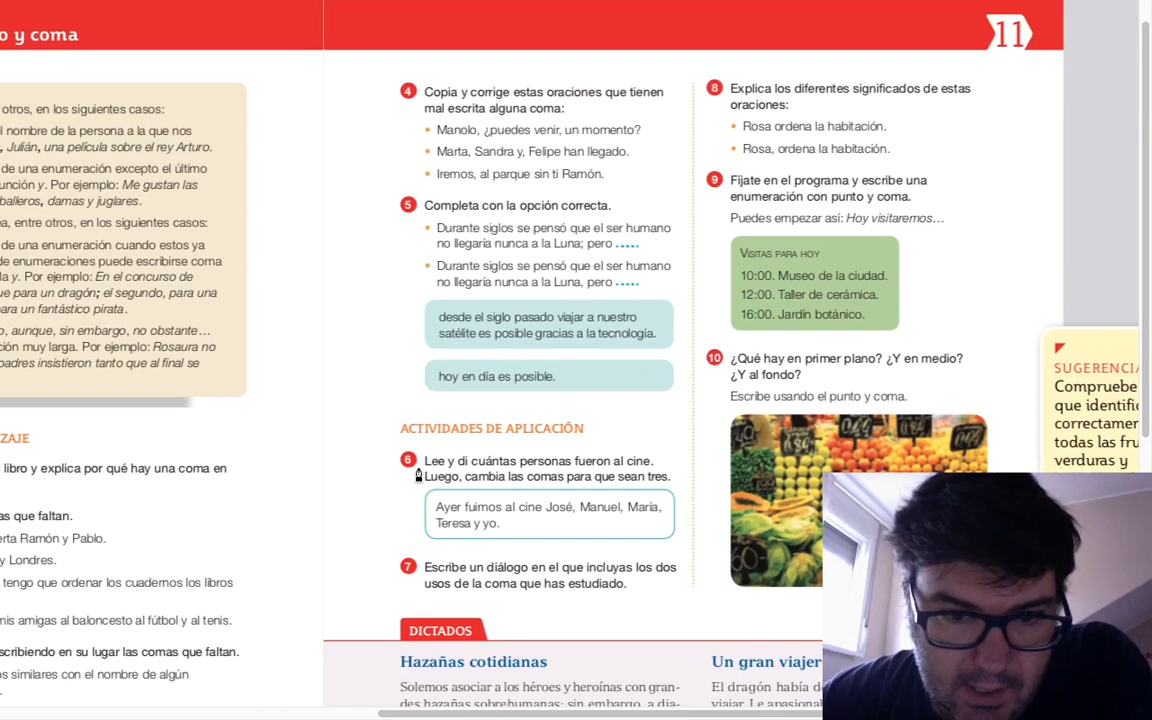 o y coma
11
otros, en los siguientes casos:
el nombre de la persona a la que nos
, Julián, una película sobre el rey Arturo.
de una enumeración excepto el último
unción y. Por ejemplo: Me gustan las
balleros, damas y juglares.
ea, entre otros, en los siguientes casos:
de una enumeración cuando estos ya
de enumeraciones puede escribirse coma
la y. Por ejemplo: En el concurso de
ue para un dragón; el segundo, para una
para un fantástico pirata.
o, aunque, sin embargo, no obstante…
ción muy larga. Por ejemplo: Rosaura no
padres insistieron tanto que al final se
ZAJE
libro y explica por qué hay una coma en
as que faltan.
erta Ramón y Pablo.
y Londres.
tengo que ordenar los cuadernos los libros
mis amigas al baloncesto al fútbol y al tenis.
scribiendo en su lugar las comas que faltan.
os similares con el nombre de algún
4 Copia y corrige estas oraciones que tienen
mal escrita alguna coma:
• Manolo, ¿puedes venir, un momento?
• Marta, Sandra y, Felipe han llegado.
• Iremos, al parque sin ti Ramón.
5 Completa con la opción correcta.
• Durante siglos se pensó que el ser humano
no llegaría nunca a la Luna; pero .....
• Durante siglos se pensó que el ser humano
no llegaría nunca a la Luna, pero .....
desde el siglo pasado viajar a nuestro
satélite es posible gracias a la tecnología.
hoy en día es posible.
ACTIVIDADES DE APLICACIÓN
6 Lee y di cuántas personas fueron al cine.
Luego, cambia las comas para que sean tres.
Ayer fuimos al cine José, Manuel, María,
Teresa y yo.
7 Escribe un diálogo en el que incluyas los dos
usos de la coma que has estudiado.
8 Explica los diferentes significados de estas
oraciones:
• Rosa ordena la habitación.
• Rosa, ordena la habitación.
9 Fíjate en el programa y escribe una
enumeración con punto y coma.
Puedes empezar así: Hoy visitaremos…
VISITAS PARA HOY
10:00. Museo de la ciudad.
12:00. Taller de cerámica.
16:00. Jardín botánico.
10 ¿Qué hay en primer plano? ¿Y en medio?
¿Y al fondo?
Escribe usando el punto y coma.
SUGERENCIA
Compruebe
que identific
correctamen
todas las fru
verduras y
DICTADOS
Hazañas cotidianas
Solemos asociar a los héroes y heroínas con gran-
des hazañas sobrehumanas; sin embargo, a dia-
Un gran viajer
El dragón había de
viajar. Le apasional